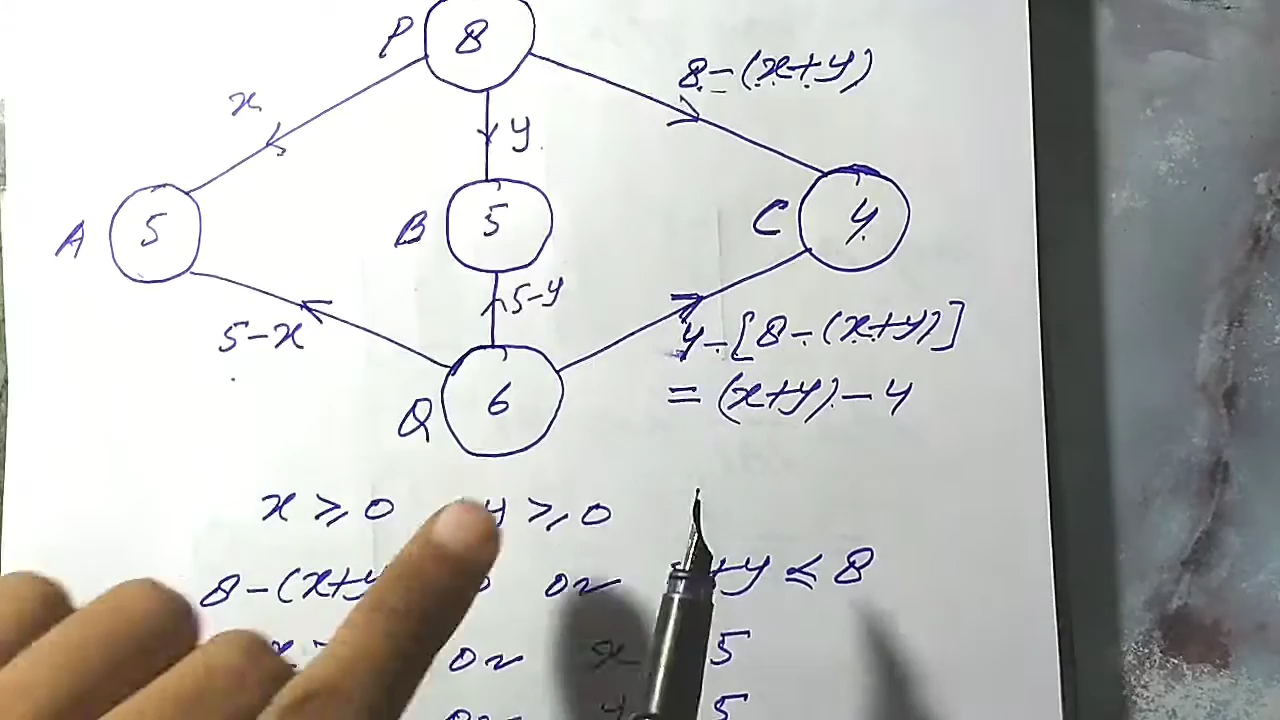 P 8
8-(x+y)
x
y
A 5
B 5
C 4
5-y
5-x
4-[8-(x+y)]
Q 6
=(x+y)-4
x ≥ 0 y ≥ 0
8-(x+y or +y ≤ 8
or x 5
or y 5